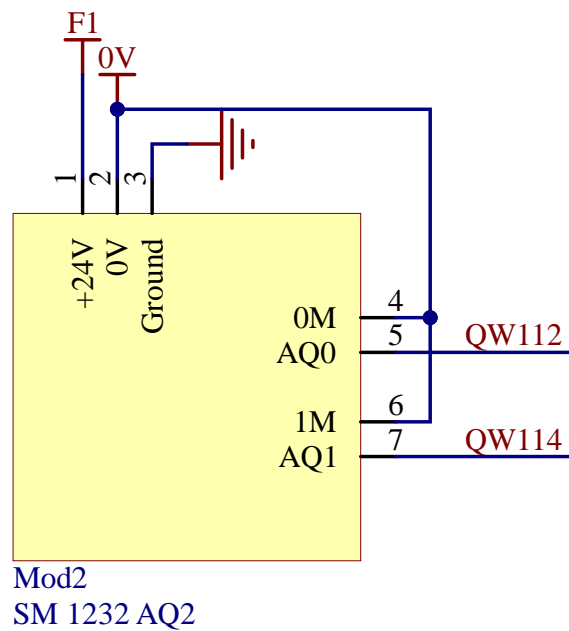 F1
0V
1
2
3
+24V
0V
Ground
0M
4
AQ0
5
QW112
1M
6
AQ1
7
QW114
Mod2
SM 1232 AQ2